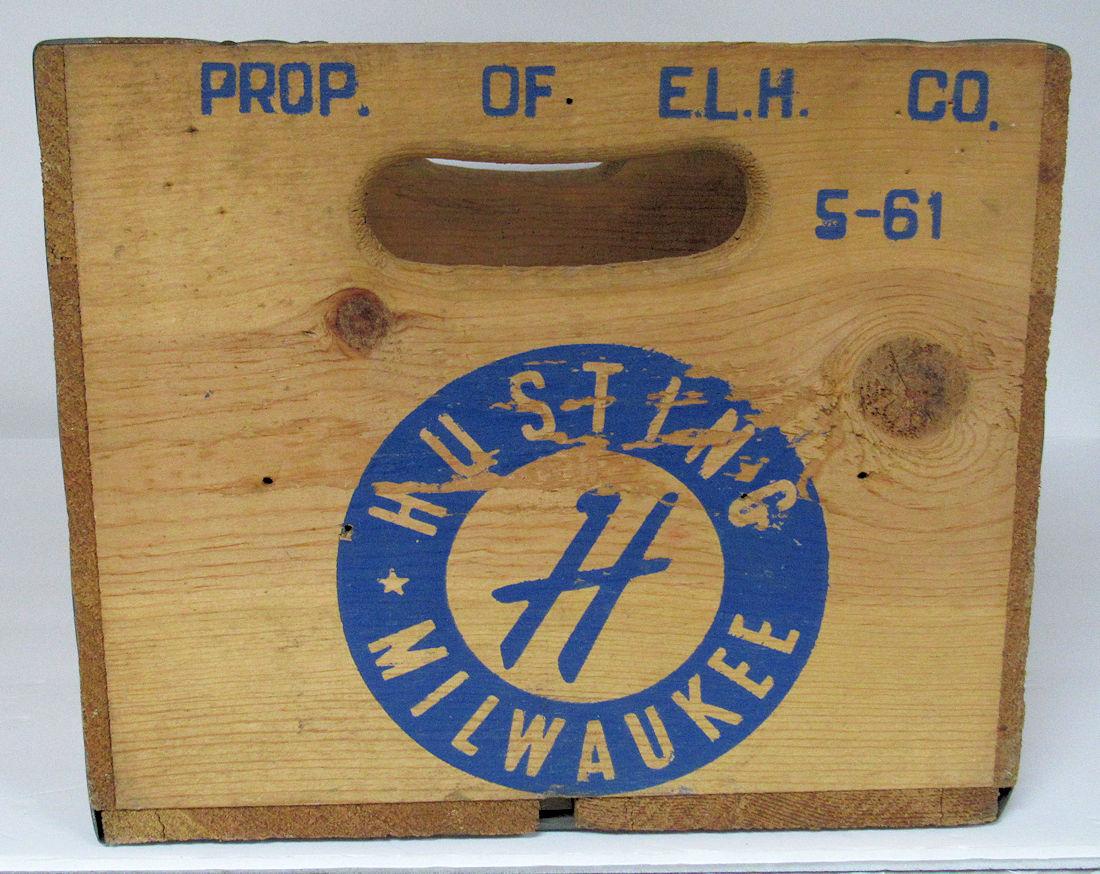 PROP. OF E.L.H. CO.
5-61
HUSTING
H
MILWAUKEE